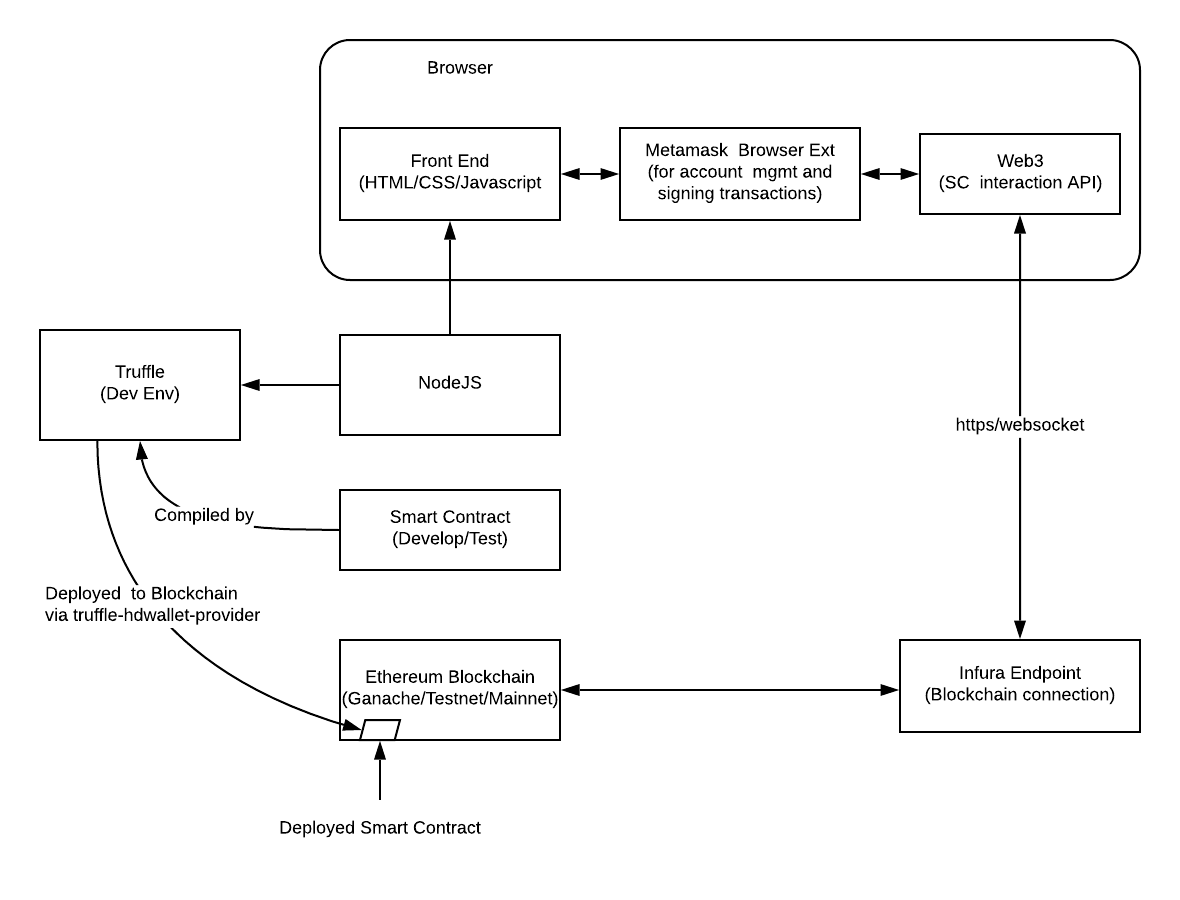 Browser
Front End
(HTML/CSS/Javascript
Metamask  Browser Ext
(for account  mgmt and
signing transactions)
Web3
(SC  interaction API)
Truffle
(Dev Env)
NodeJS
https/websocket
Compiled by
Smart Contract
(Develop/Test)
Deployed  to Blockchain
via truffle-hdwallet-provider
Ethereum Blockchain
(Ganache/Testnet/Mainnet)
Infura Endpoint
(Blockchain connection)
Deployed Smart Contract